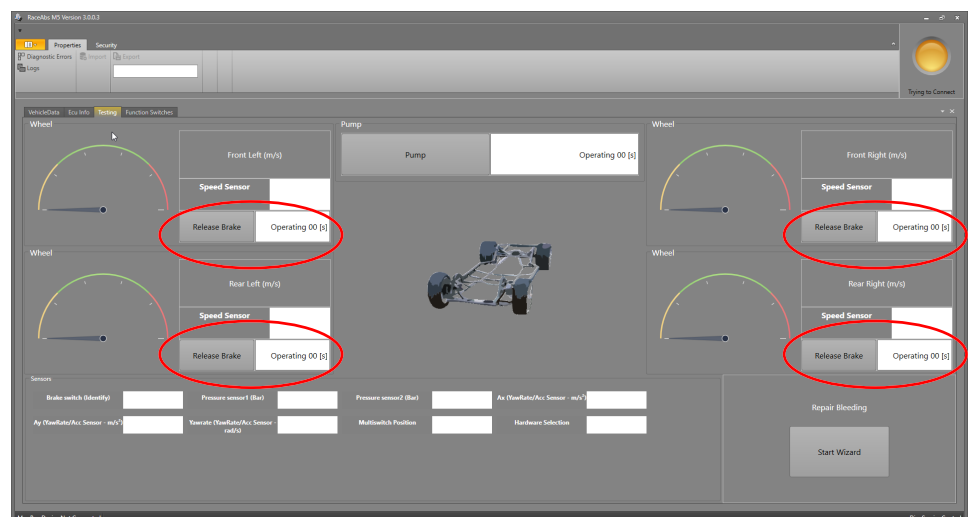 RaceAbs M5 Version 3.0.0.3
Properties Security
Diagnostic Errors Import Export
Logs
Trying to Connect
VehicleData Ecu Info Testing Function Switches
Wheel
Front Left (m/s)
Speed Sensor
Release Brake Operating 00 [s]
Pump
Pump Operating 00 [s]
Wheel
Front Right (m/s)
Speed Sensor
Release Brake Operating 00 [s]
Wheel
Rear Left (m/s)
Speed Sensor
Release Brake Operating 00 [s]
Wheel
Rear Right (m/s)
Speed Sensor
Release Brake Operating 00 [s]
Sensors
Brake switch (Identify) Pressure sensor1 (Bar) Pressure sensor2 (Bar) Ax (YawRate/Acc Sensor - m/s²)
Ay (YawRate/Acc Sensor - m/s²) Yawrate (YawRate/Acc Sensor -
rad/s) Multiswitch Position Hardware Selection
Repair Bleeding
Start Wizard